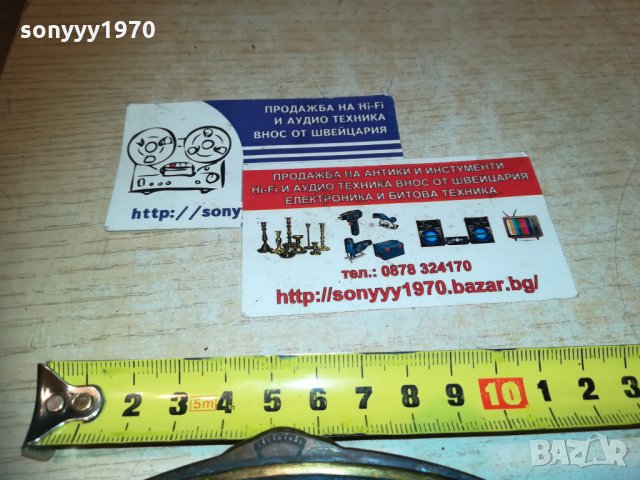 sonyyy1970
ПРОДАЖБА НА Hi-Fi
И АУДИО ТЕХНИКА
ВНОС ОТ ШВЕЙЦАРИЯ
http://sony
ПРОДАЖБА НА АНТИКИ И ИНСТУМЕНТИ
Hi-Fi И АУДИО ТЕХНИКА ВНОС ОТ ШВЕЙЦАРИЯ
ЕЛЕКТРОНИКА И БИТОВА ТЕХНИКА
тел.: 0878 324170
http://sonyyy1970.bazar.bg/
2 3 5m 4 5 6 7 8 9 10 1 2 3
BAZAR